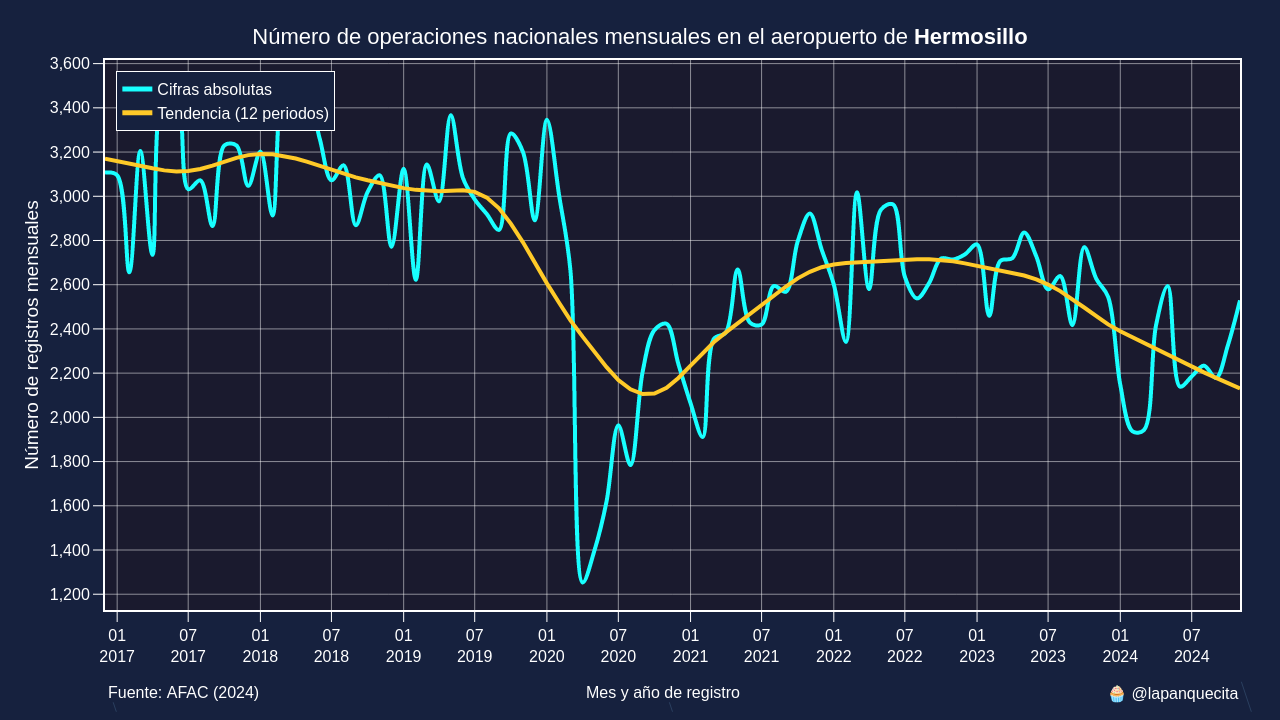 Número de operaciones nacionales mensuales en el aeropuerto de Hermosillo
Cifras absolutas
Tendencia (12 periodos)
Número de registros mensuales
3,600
3,400
3,200
3,000
2,800
2,600
2,400
2,200
2,000
1,800
1,600
1,400
1,200
01 07 01 07 01 07 01 07 01 07 01 07 01 07 01 07
2017 2017 2018 2018 2019 2019 2020 2020 2021 2021 2022 2022 2023 2023 2024 2024
Fuente: AFAC (2024) Mes y año de registro 🧁 @lapanquecita